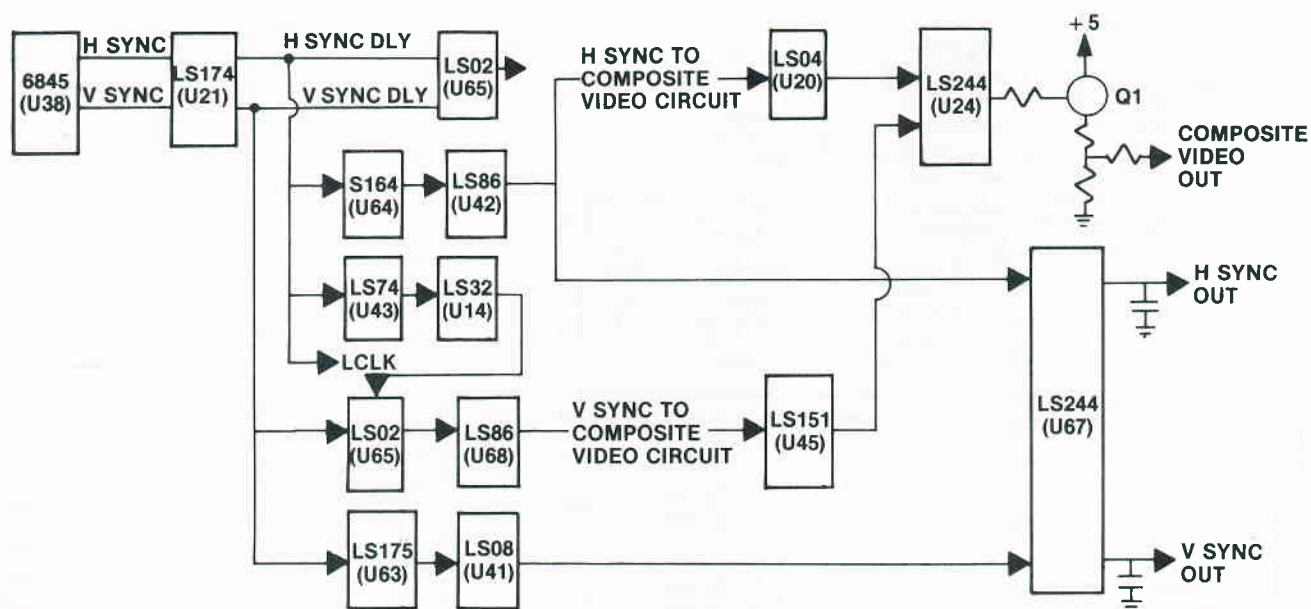 6845
(U38)
H SYNC
V SYNC
LS174
(U21)
H SYNC DLY
V SYNC DLY
LS02
(U65)
S164
(U64)
LS86
(U42)
LS74
(U43)
LS32
(U14)
LCLK
LS02
(U65)
LS86
(U68)
LS175
(U63)
LS08
(U41)
H SYNC TO
COMPOSITE
VIDEO CIRCUIT
LS04
(U20)
LS244
(U24)
+5
Q1
COMPOSITE
VIDEO
OUT
V SYNC TO
COMPOSITE
VIDEO CIRCUIT
LS151
(U45)
LS244
(U67)
H SYNC
OUT
V SYNC
OUT